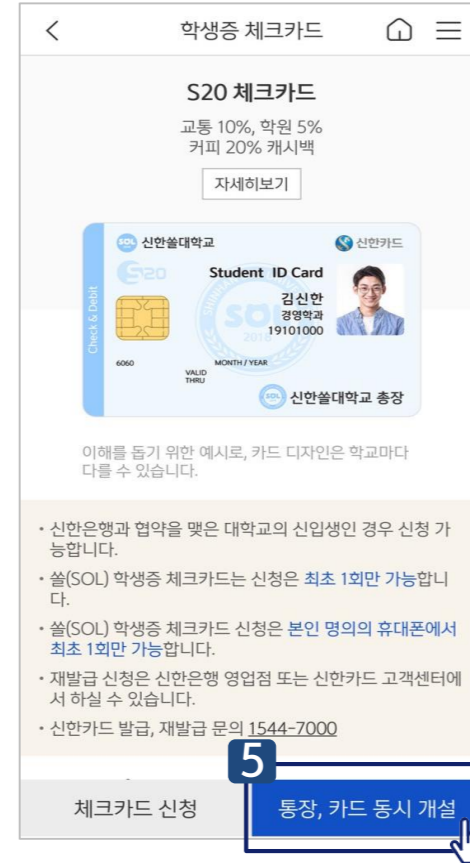 학생증 체크카드
S20 체크카드
교통 10%, 학원 5%
커피 20% 캐시백
자세히보기
SOL 신한쏠대학교
신한카드
S20
Student ID Card
김신한
경영학과
19101000
Check & Debit
SOL
2018
6060
MONTH / YEAR
VALID
THRU
SOL 신한쏠대학교 총장
이해를 돕기 위한 예시로, 카드 디자인은 학교마다
다를 수 있습니다.
• 신한은행과 협약을 맺은 대학교의 신입생인 경우 신청 가
능합니다.
• 쏠(SOL) 학생증 체크카드는 신청은 최초 1회만 가능합니
다.
• 쏠(SOL) 학생증 체크카드 신청은 본인 명의의 휴대폰에서
최초 1회만 가능합니다.
• 재발급 신청은 신한은행 영업점 또는 신한카드 고객센터에
서 하실 수 있습니다.
• 신한카드 발급, 재발급 문의 1544-7000
5
체크카드 신청
통장, 카드 동시 개설